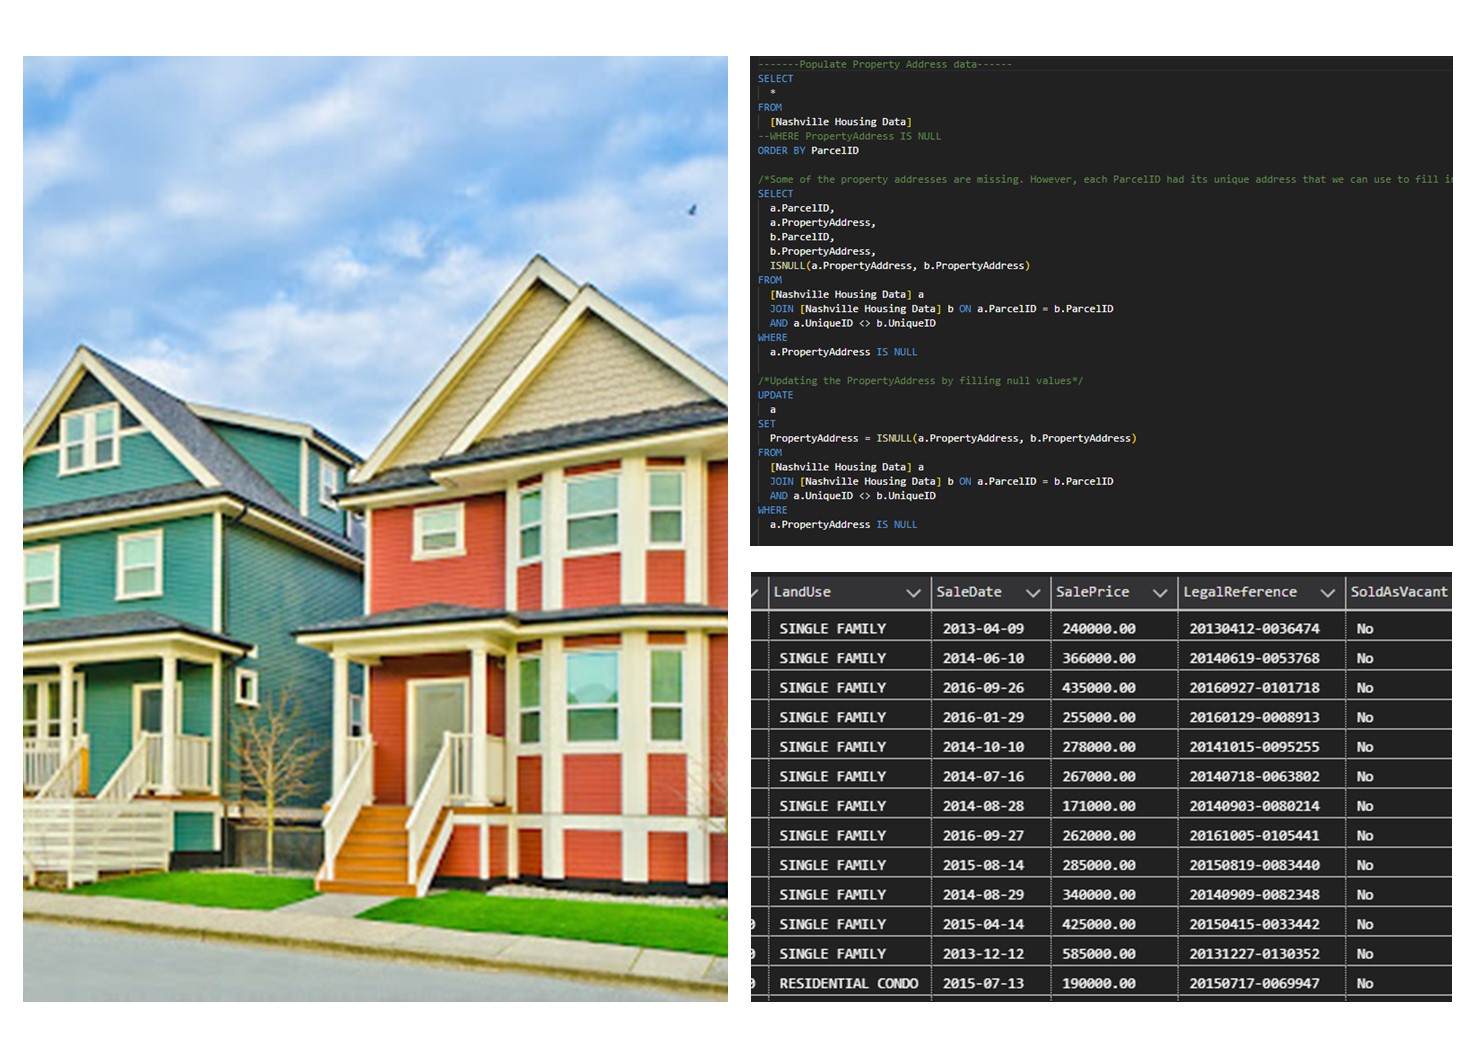 -------Populate Property Address data------
SELECT
*
FROM
[Nashville Housing Data]
--WHERE PropertyAddress IS NULL
ORDER BY ParcelID
/*Some of the property addresses are missing. However, each ParcelID had its unique address that we can use to fill
SELECT
a.ParcelID,
a.PropertyAddress,
b.ParcelID,
b.PropertyAddress,
ISNULL(a.PropertyAddress, b.PropertyAddress)
FROM
[Nashville Housing Data] a
JOIN [Nashville Housing Data] b ON a.ParcelID = b.ParcelID
AND a.UniqueID <> b.UniqueID
WHERE
a.PropertyAddress IS NULL
/*Updating the PropertyAddress by filling null values*/
UPDATE
a
SET
PropertyAddress = ISNULL(a.PropertyAddress, b.PropertyAddress)
FROM
[Nashville Housing Data] a
JOIN [Nashville Housing Data] b ON a.ParcelID = b.ParcelID
AND a.UniqueID <> b.UniqueID
WHERE
a.PropertyAddress IS NULL
LandUse SaleDate SalePrice LegalReference SoldAsVacant
SINGLE FAMILY 2013-04-09 240000.00 20130412-0036474 No
SINGLE FAMILY 2014-06-10 366000.00 20140619-0053768 No
SINGLE FAMILY 2016-09-26 435000.00 20160927-0101718 No
SINGLE FAMILY 2016-01-29 255000.00 20160129-0008913 No
SINGLE FAMILY 2014-10-10 278000.00 20141015-0095255 No
SINGLE FAMILY 2014-07-16 267000.00 20140718-0063802 No
SINGLE FAMILY 2014-08-28 171000.00 20140903-0080214 No
SINGLE FAMILY 2016-09-27 262000.00 20161005-0105441 No
SINGLE FAMILY 2015-08-14 285000.00 20150819-0083440 No
SINGLE FAMILY 2014-08-29 340000.00 20140909-0082348 No
SINGLE FAMILY 2015-04-14 425000.00 20150415-0033442 No
SINGLE FAMILY 2013-12-12 585000.00 20131227-0130352 No
RESIDENTIAL CONDO 2015-07-13 190000.00 20150717-0069947 No